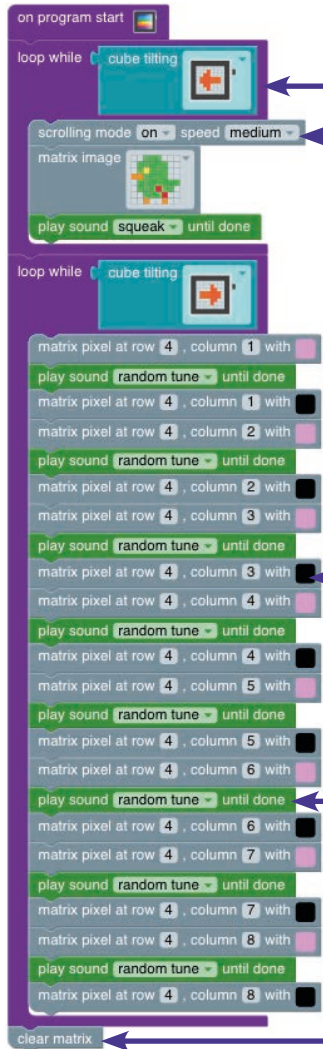 on program start
loop while cube tilting
scrolling mode on speed medium
matrix image
play sound squeak until done
loop while cube tilting
matrix pixel at row 4 , column 1 with
play sound random tune until done
matrix pixel at row 4 , column 1 with
matrix pixel at row 4 , column 2 with
play sound random tune until done
matrix pixel at row 4 , column 2 with
matrix pixel at row 4 , column 3 with
play sound random tune until done
matrix pixel at row 4 , column 3 with
matrix pixel at row 4 , column 4 with
play sound random tune until done
matrix pixel at row 4 , column 4 with
matrix pixel at row 4 , column 5 with
play sound random tune until done
matrix pixel at row 4 , column 5 with
matrix pixel at row 4 , column 6 with
play sound random tune until done
matrix pixel at row 4 , column 6 with
matrix pixel at row 4 , column 7 with
play sound random tune until done
matrix pixel at row 4 , column 7 with
matrix pixel at row 4 , column 8 with
play sound random tune until done
matrix pixel at row 4 , column 8 with
clear matrix